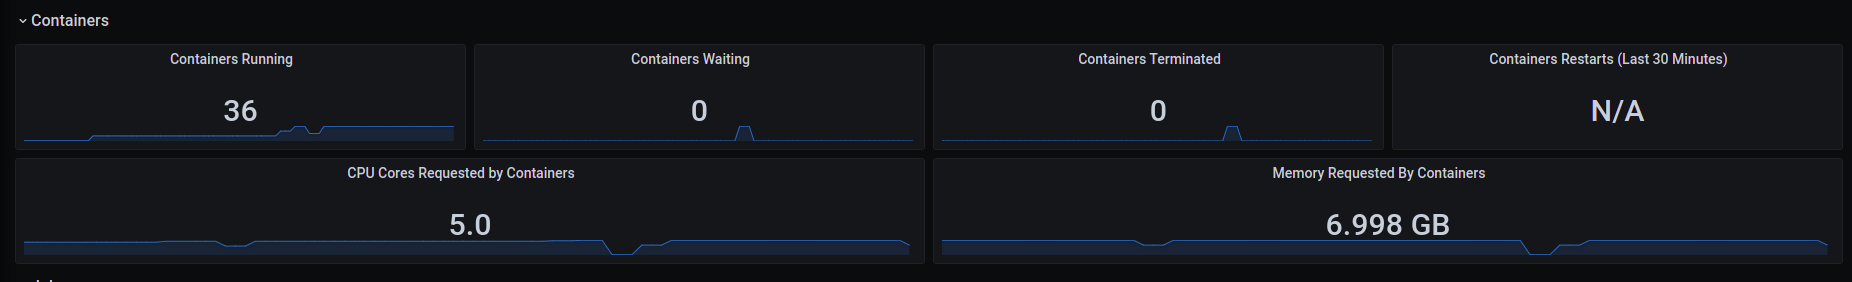 Containers
Containers Running
Containers Waiting
Containers Terminated
Containers Restarts (Last 30 Minutes)
36
0
0
N/A
CPU Cores Requested by Containers
Memory Requested By Containers
5.0
6.998 GB